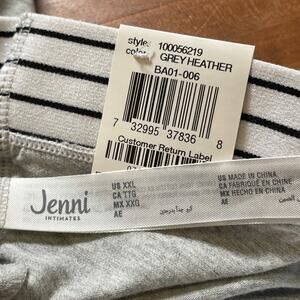 style: 100056219
color: GREY HEATHER
BA01-006
7 32995 37836 8
Customer Return Label
Jenni
INTIMATES
US XXL
CA TTG
MX XXG
AE
US MADE IN CHINA
CA FABRIQUÉ EN CHINE
MX HECHO EN CHINA
AE